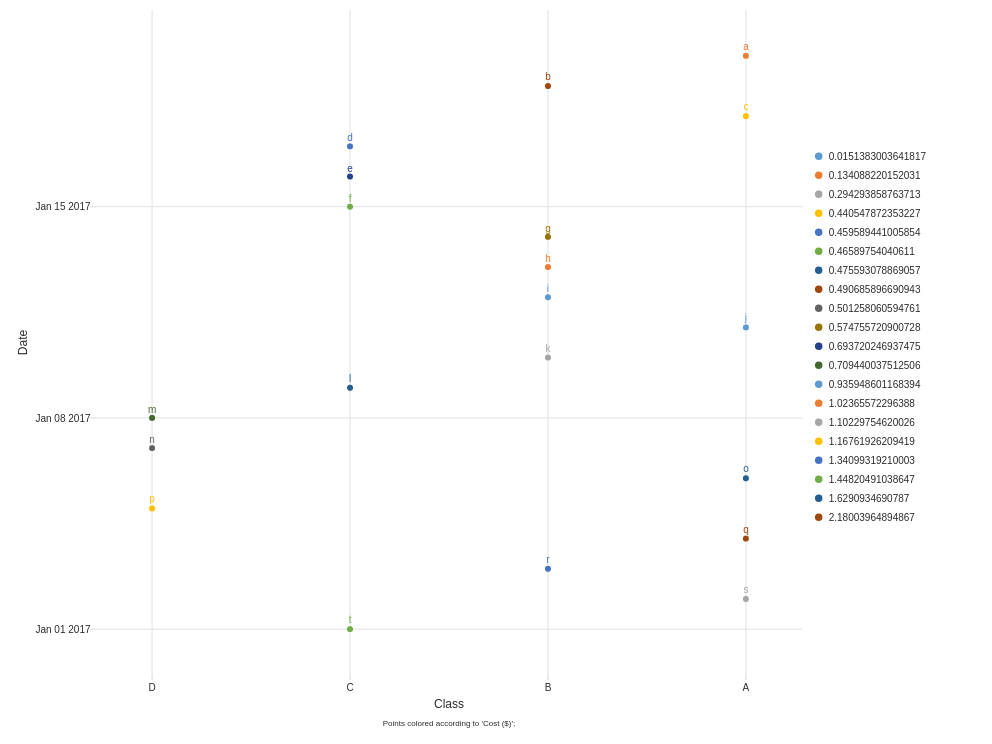 a
b
c
d
e
f
g
h
i
j
k
l
m
n
o
p
q
r
s
t
Jan 15 2017
Jan 08 2017
Jan 01 2017
Date
D
C
B
A
Class
Points colored according to 'Cost ($)';
0.0151383003641817
0.134088220152031
0.294293858763713
0.440547872353227
0.459589441005854
0.46589754040611
0.475593078869057
0.490685896690943
0.501258060594761
0.574755720900728
0.693720246937475
0.709440037512506
0.935948601168394
1.02365572296388
1.10229754620026
1.16761926209419
1.34099319210003
1.44820491038647
1.6290934690787
2.18003964894867